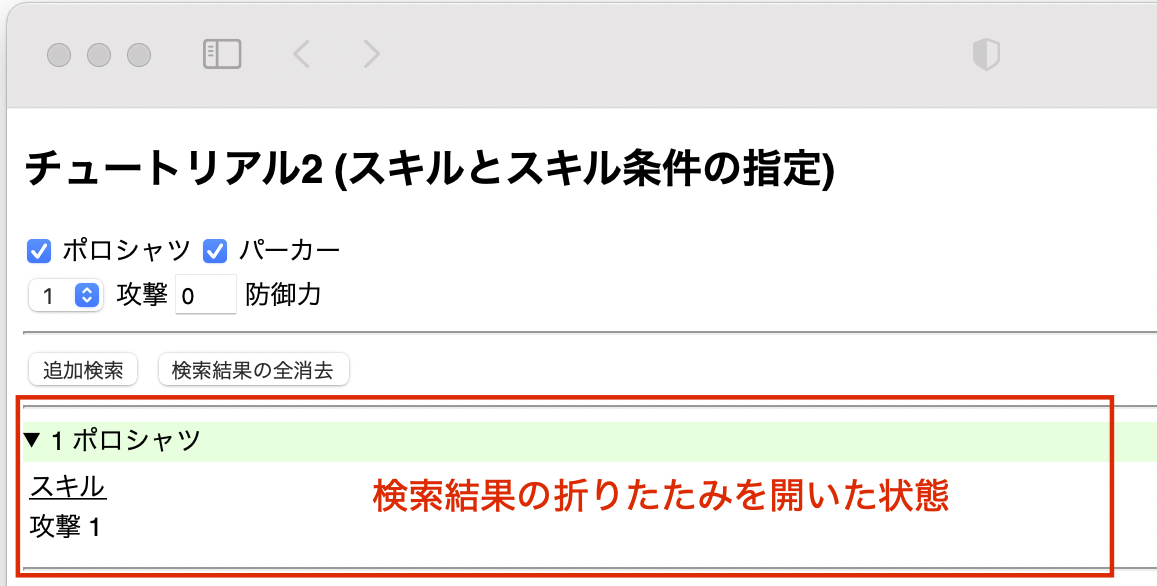 チュートリアル2 (スキルとスキル条件の指定)
ポロシャツ パーカー
1 攻撃 0 防御力
追加検索 検索結果の全消去
▼ 1 ポロシャツ
スキル
検索結果の折りたたみを開いた状態
攻撃 1